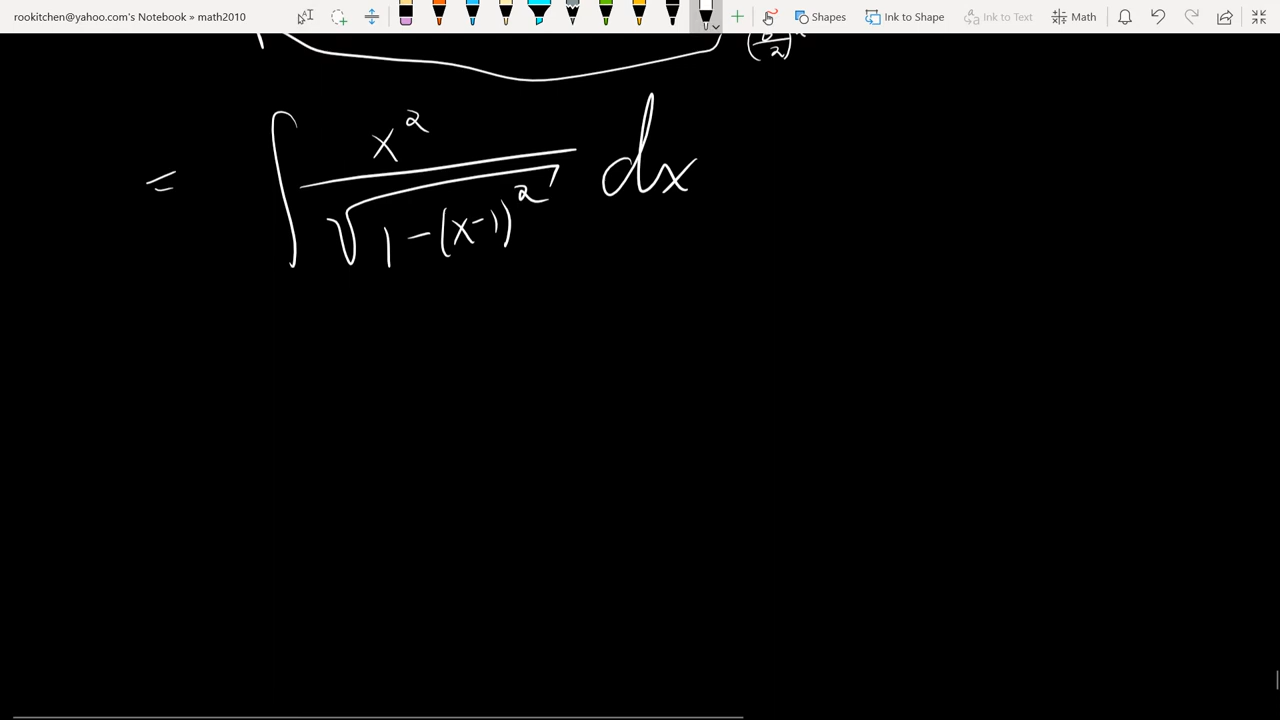 rookitchen@yahoo.com's Notebook » math2010
Shapes
Ink to Shape
Ink to Text
Math
= ∫ x² / √(1-(x-1)²) dx